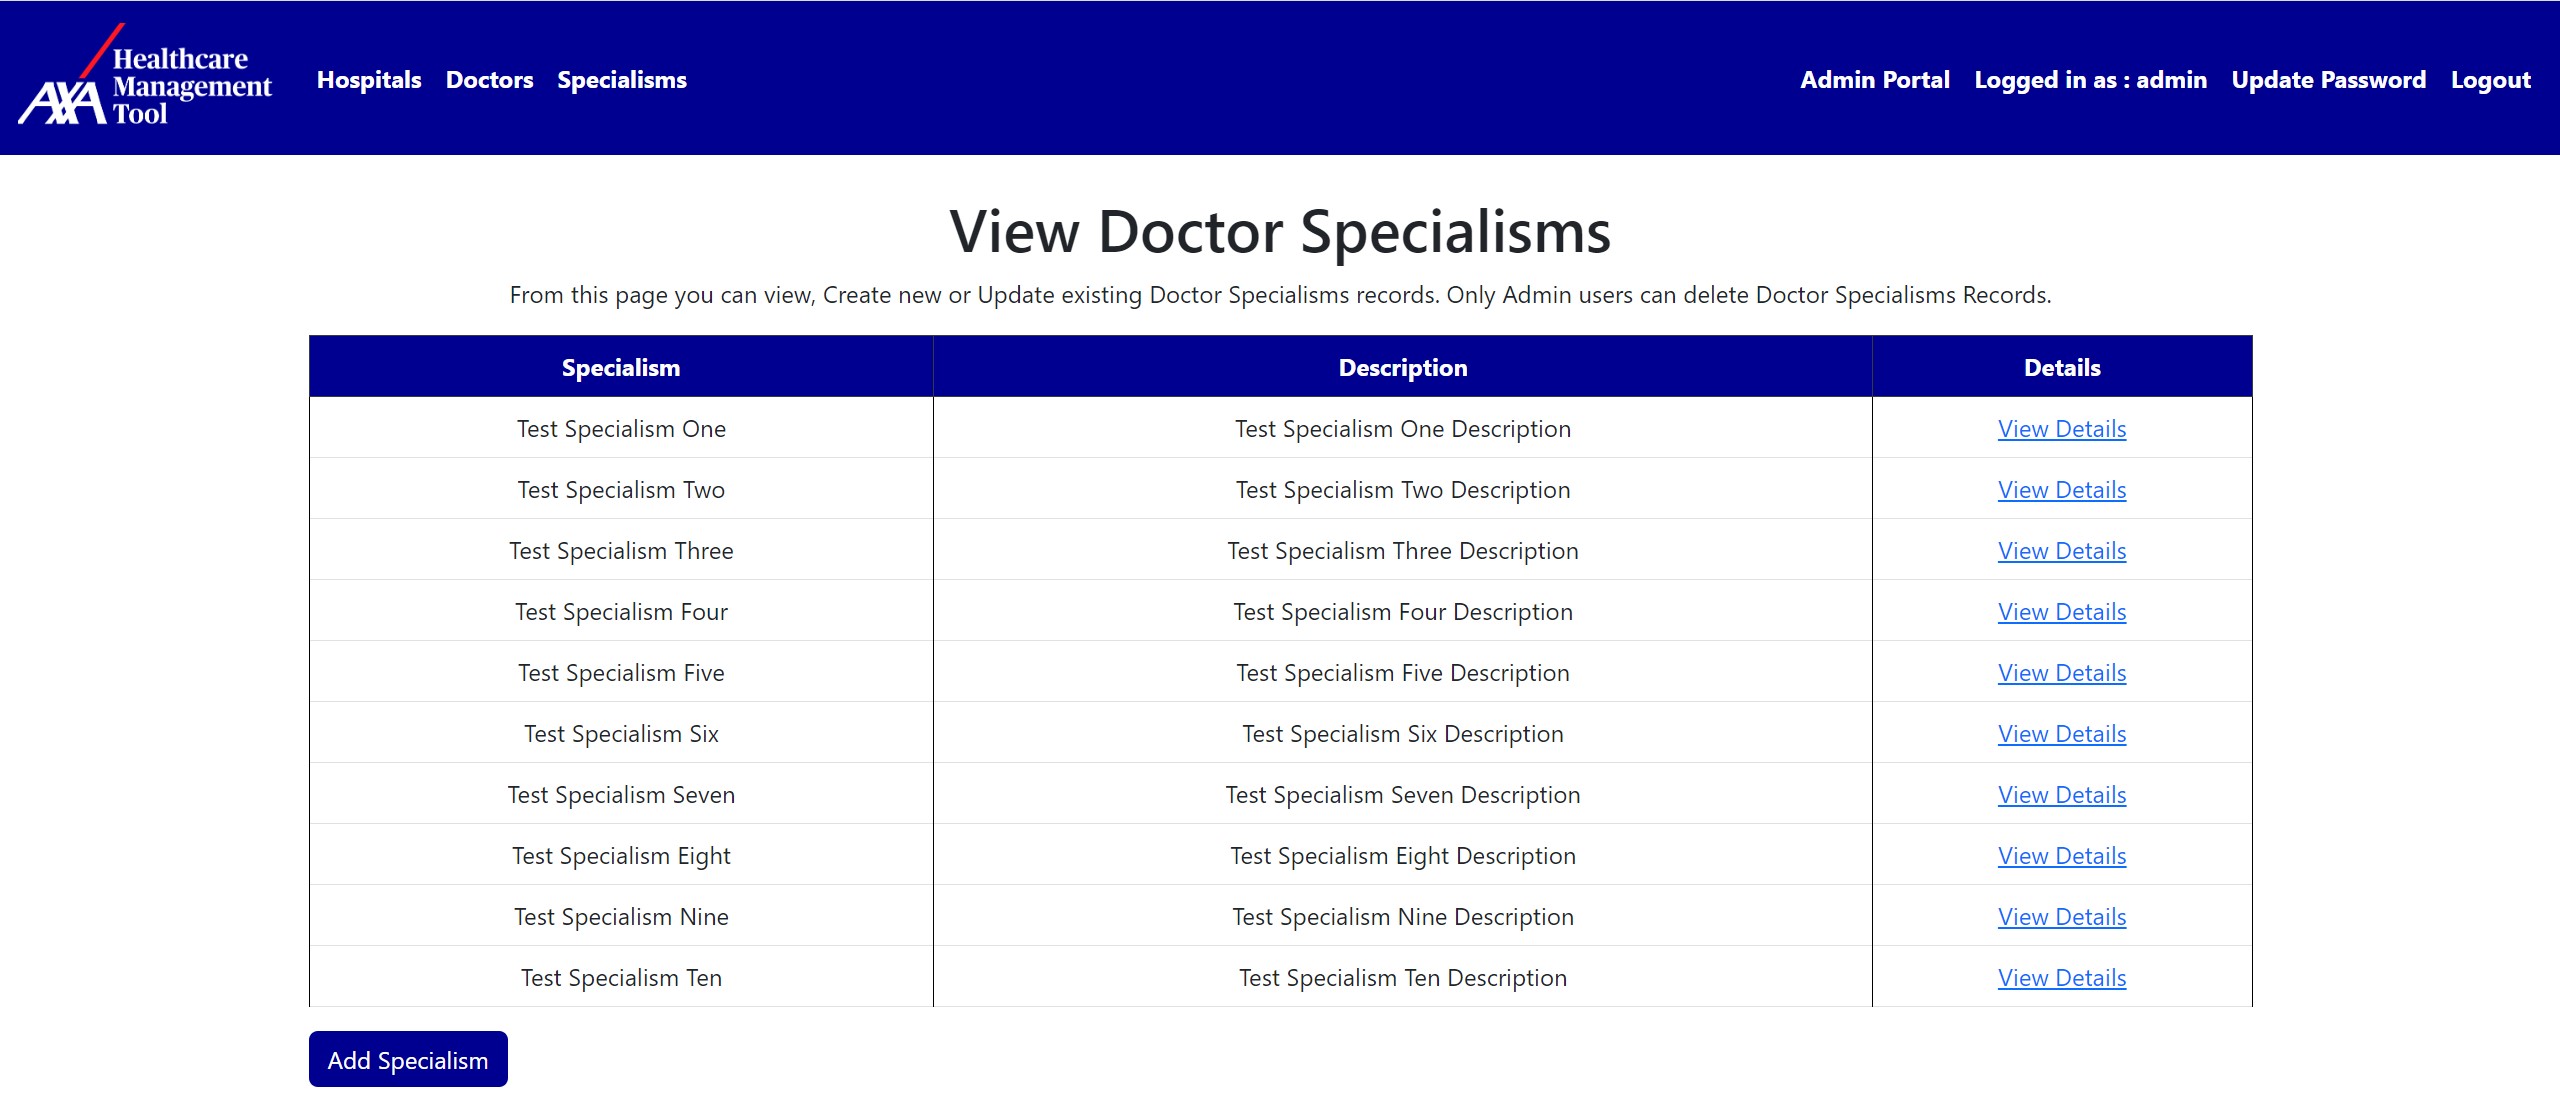 AXA
Healthcare
Management
Tool
Hospitals Doctors Specialisms
Admin Portal Logged in as : admin Update Password Logout
View Doctor Specialisms
From this page you can view, Create new or Update existing Doctor Specialisms records. Only Admin users can delete Doctor Specialisms Records.
Specialism Description Details
Test Specialism One Test Specialism One Description View Details
Test Specialism Two Test Specialism Two Description View Details
Test Specialism Three Test Specialism Three Description View Details
Test Specialism Four Test Specialism Four Description View Details
Test Specialism Five Test Specialism Five Description View Details
Test Specialism Six Test Specialism Six Description View Details
Test Specialism Seven Test Specialism Seven Description View Details
Test Specialism Eight Test Specialism Eight Description View Details
Test Specialism Nine Test Specialism Nine Description View Details
Test Specialism Ten Test Specialism Ten Description View Details
Add Specialism